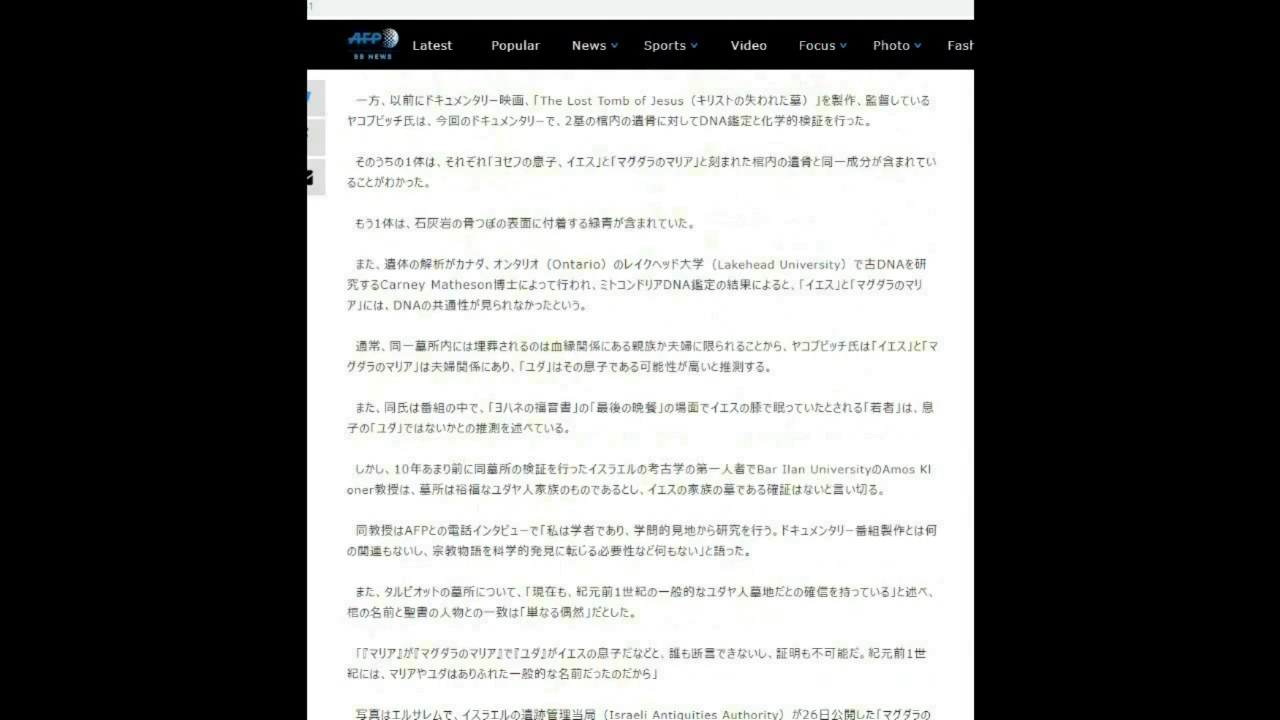 AFP
BB NEWS
Latest Popular News Sports Video Focus Photo Fash
一方、以前にドキュメンタリー映画、「The Lost Tomb of Jesus（キリストの失われた墓）」を製作、監督している
ヤコブビッチ氏は、今回のドキュメンタリーで、2基の棺内の遺骨に対してDNA鑑定と化学的検証を行った。
そのうちの1体は、それぞれ「ヨセフの息子、イエス」と「マグダラのマリア」と刻まれた棺内の遺骨と同一成分が含まれてい
ることがわかった。
もう1体は、石灰岩の骨つぼの表面に付着する緑青が含まれていた。
また、遺体の解析がカナダ、オンタリオ（Ontario）のレイクヘッド大学（Lakehead University）で古DNAを研
究するCarney Matheson博士によって行われ、ミトコンドリアDNA鑑定の結果によると、「イエス」と「マグダラのマリ
ア」には、DNAの共通性が見られなかったという。
通常、同一墓所内には埋葬されるのは血縁関係にある親族か夫婦に限られることから、ヤコブビッチ氏は「イエス」と「マ
グダラのマリア」は夫婦関係にあり、「ユダ」はその息子である可能性が高いと推測する。
また、同氏は番組の中で、「ヨハネの福音書」の「最後の晩餐」の場面でイエスの膝で眠っていたとされる「若者」は、息
子の「ユダ」ではないかとの推測を述べている。
しかし、10年あまり前に同墓所の検証を行ったイスラエルの考古学の第一人者でBar Ilan UniversityのAmos Kl
oner教授は、墓所は裕福なユダヤ人家族のものであるとし、イエスの家族の墓である確証はないと言い切る。
同教授はAFPとの電話インタビューで「私は学者であり、学問的見地から研究を行う。ドキュメンタリー番組製作とは何
の関連もないし、宗教物語を科学的発見に転じる必要性など何もない」と語った。
また、タルピオットの墓所について、「現在も、紀元前1世紀の一般的なユダヤ人墓地だとの確信を持っている」と述べ、
棺の名前と聖書の人物との一致は「単なる偶然」だとした。
「『マリア』が『マグダラのマリア』で『ユダ』がイエスの息子だなどと、誰も断言できないし、証明も不可能だ。紀元前1世
紀には、マリアやユダはありふれた一般的な名前だったのだから」
写真はエルサレムで、イスラエルの遺跡管理当局（Israeli Antiquities Authority）が26日公開した「マグダラの